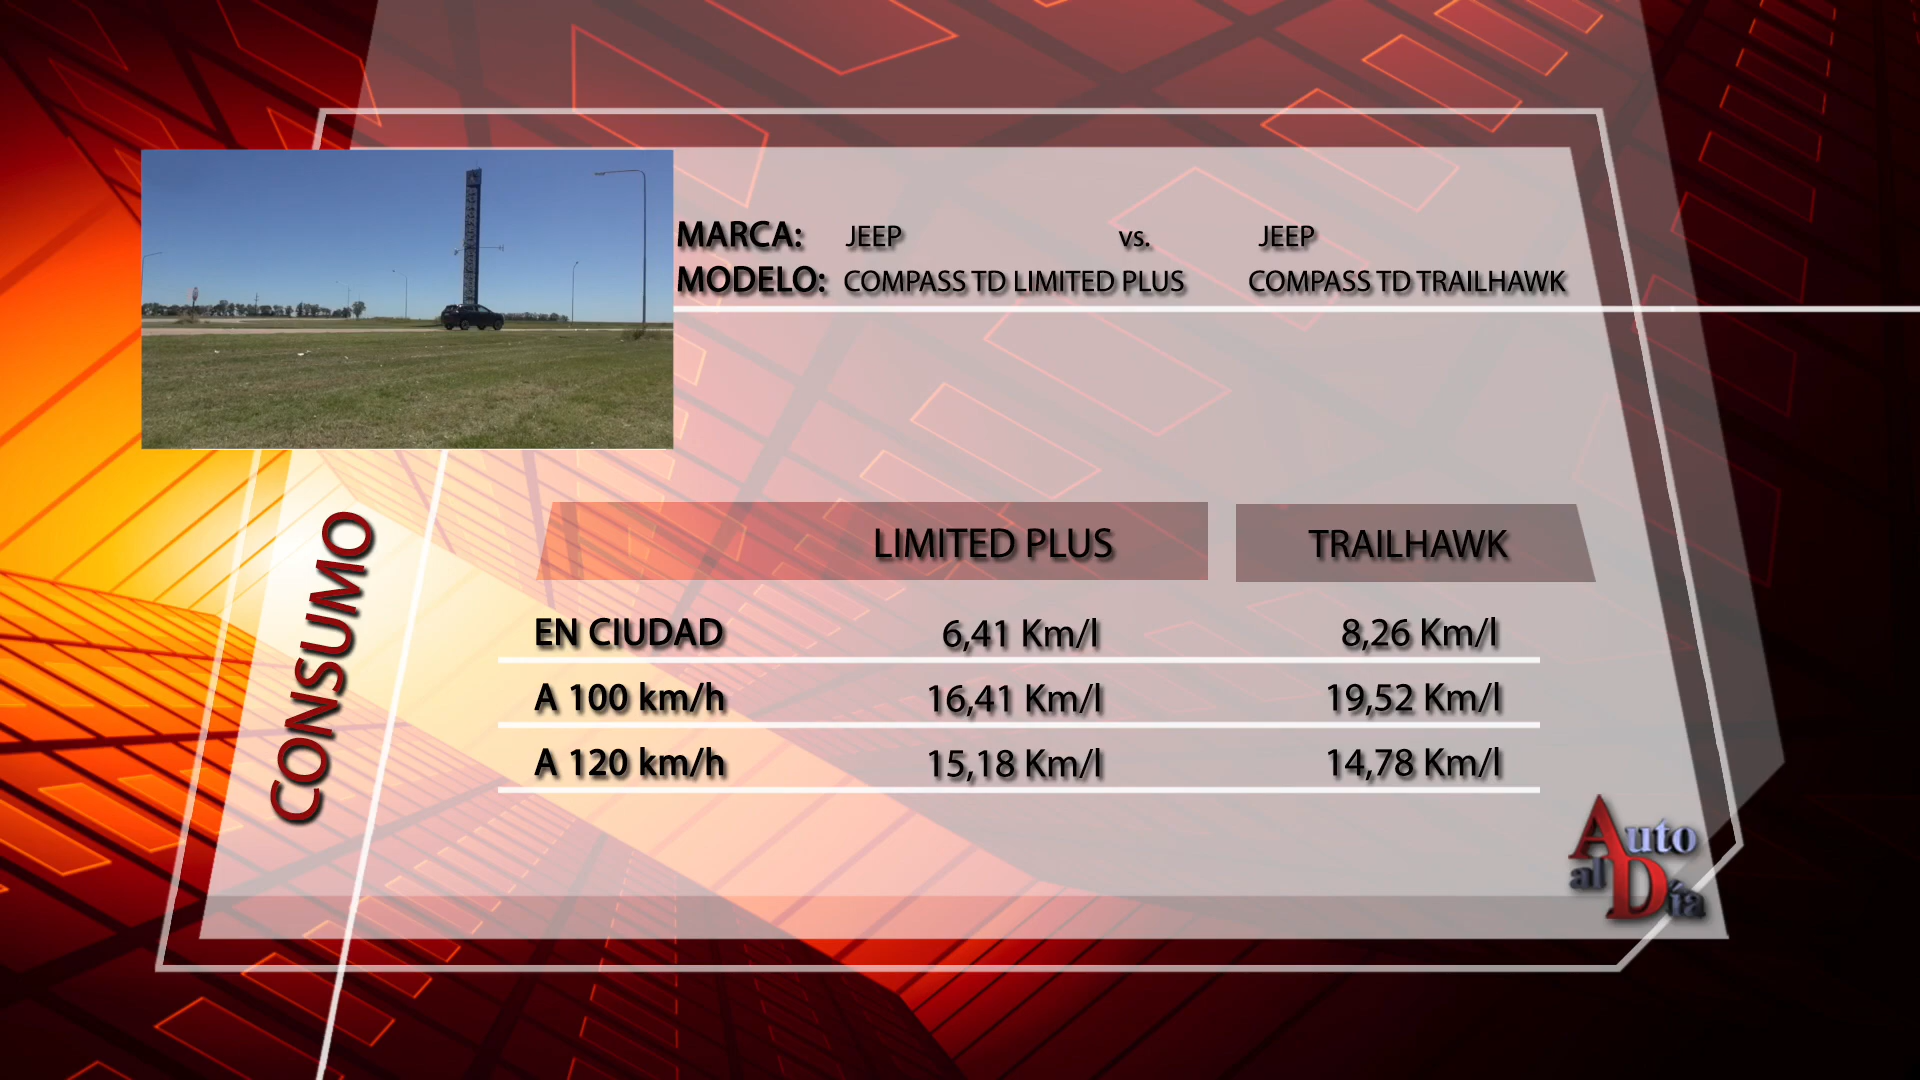 MARCA: JEEP vs. JEEP
MODELO: COMPASS TD LIMITED PLUS COMPASS TD TRAILHAWK
CONSUMO
LIMITED PLUS TRAILHAWK
EN CIUDAD 6,41 Km/l 8,26 Km/l
A 100 km/h 16,41 Km/l 19,52 Km/l
A 120 km/h 15,18 Km/l 14,78 Km/l
Auto
al Día